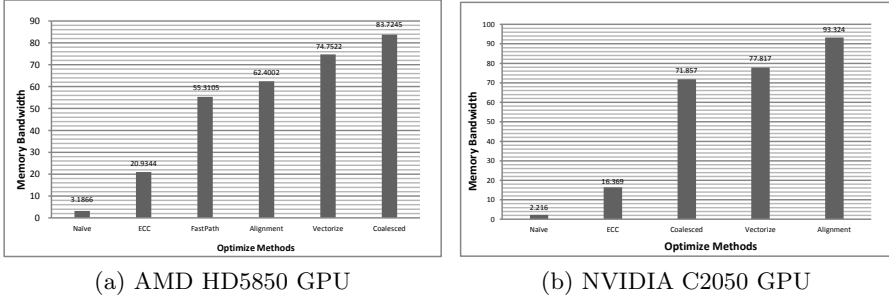 Memory Bandwidth
90
80
70
60
50
40
30
20
10
0
3.1866
20.9344
55.3105
62.4002
74.7522
83.7245
Naïve
ECC
FastPath
Alignment
Vectorize
Coalesced
Optimize Methods
(a) AMD HD5850 GPU
Memory Bandwidth
100
90
80
70
60
50
40
30
20
10
0
2.216
16.369
71.857
77.817
93.324
Naïve
ECC
Coalesced
Vectorize
Alignment
Optimize Methods
(b) NVIDIA C2050 GPU